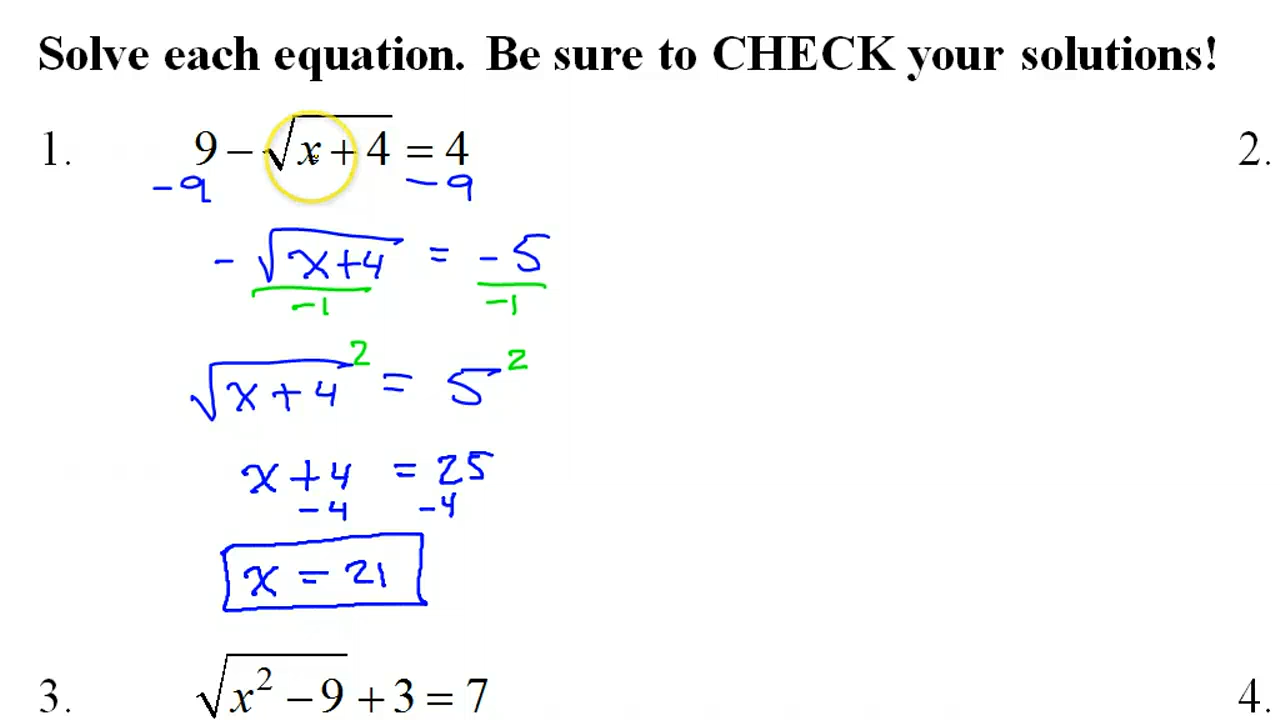 Solve each equation. Be sure to CHECK your solutions!
1. 9 − √(x + 4) = 4 2.
−9 −9
− √(x+4) = −5
−1 −1
√(x+4)² = 5²
x + 4 = 25
−4 −4
x = 21
3. √(x² − 9) + 3 = 7 4.